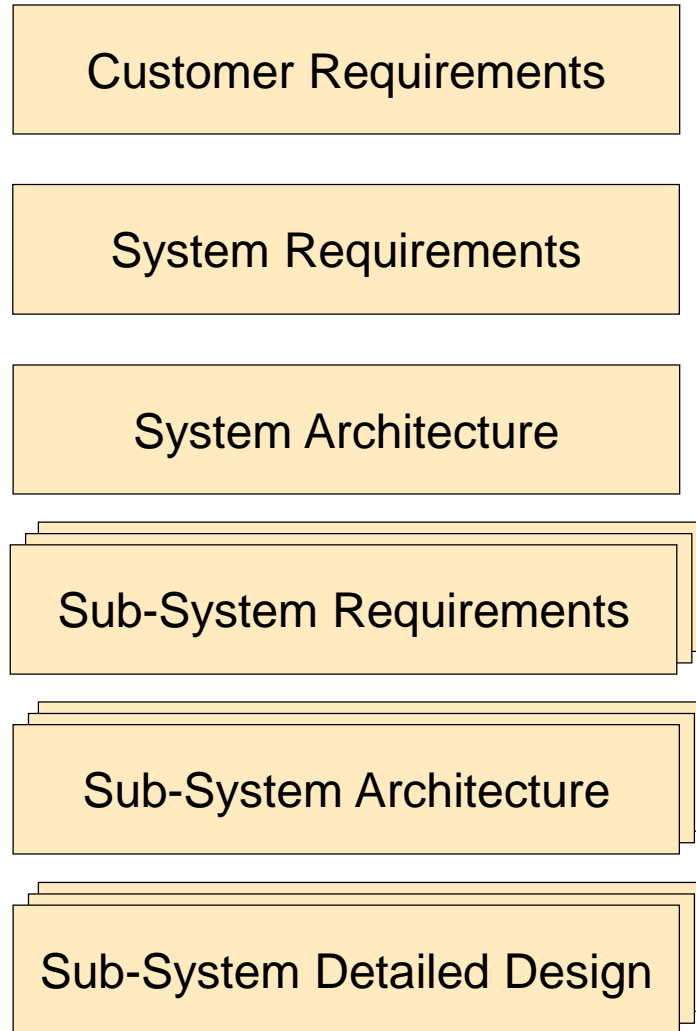 Customer Requirements
System Requirements
System Architecture
Sub-System Requirements
Sub-System Architecture
Sub-System Detailed Design